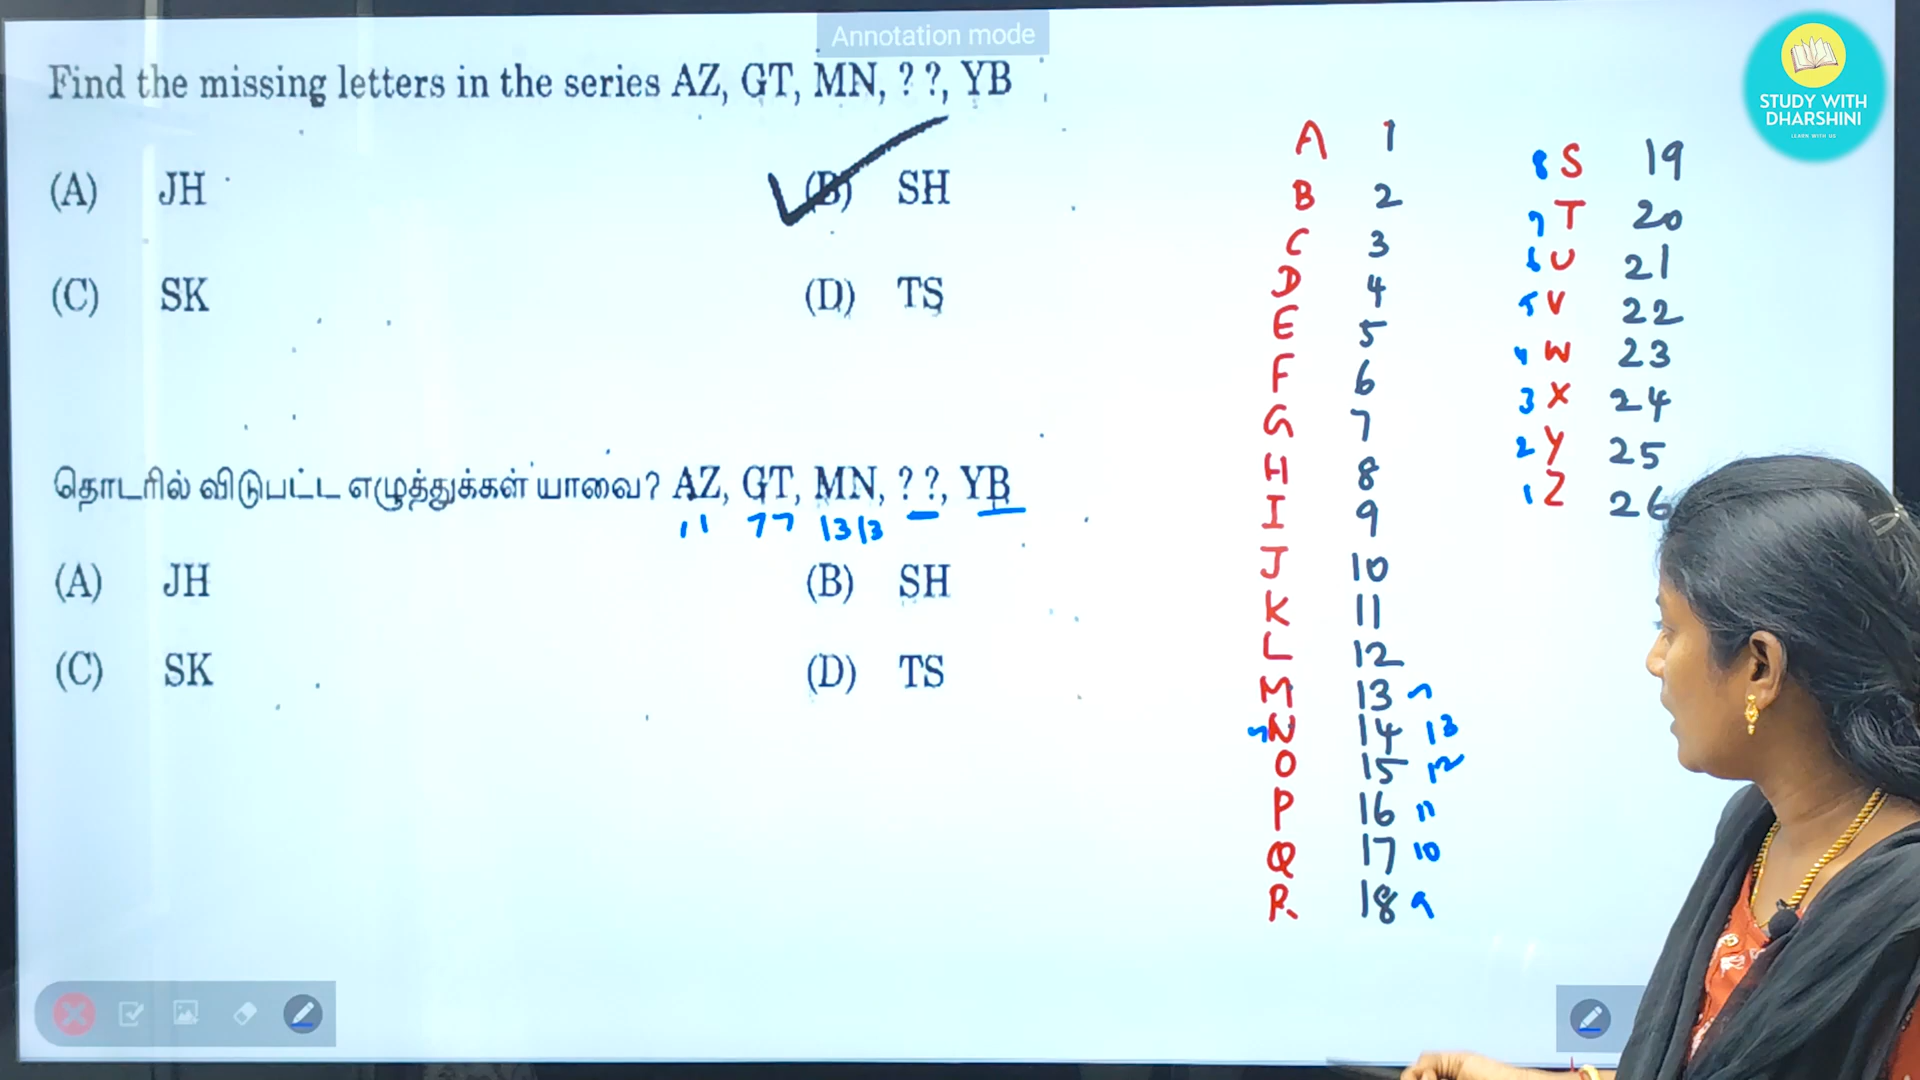 Annotation mode
Find the missing letters in the series AZ, GT, MN, ? ?, YB
(A) JH (B) SH
(C) SK (D) TS
தொடரில் விடுபட்ட எழுத்துக்கள் யாவை? AZ, GT, MN, ? ?, YB
1 1 7 7 13 13
(A) JH (B) SH
(C) SK (D) TS
A 1
B 2
C 3
D 4
E 5
F 6
G 7
H 8
I 9
J 10
K 11
L 12
M 13
N 14 13
O 15 12
P 16 11
Q 17 10
R 18 9
8 S 19
7 T 20
6 U 21
5 V 22
4 W 23
3 X 24
2 Y 25
1 Z 26
STUDY WITH
DHARSHINI
LEARN WITH US